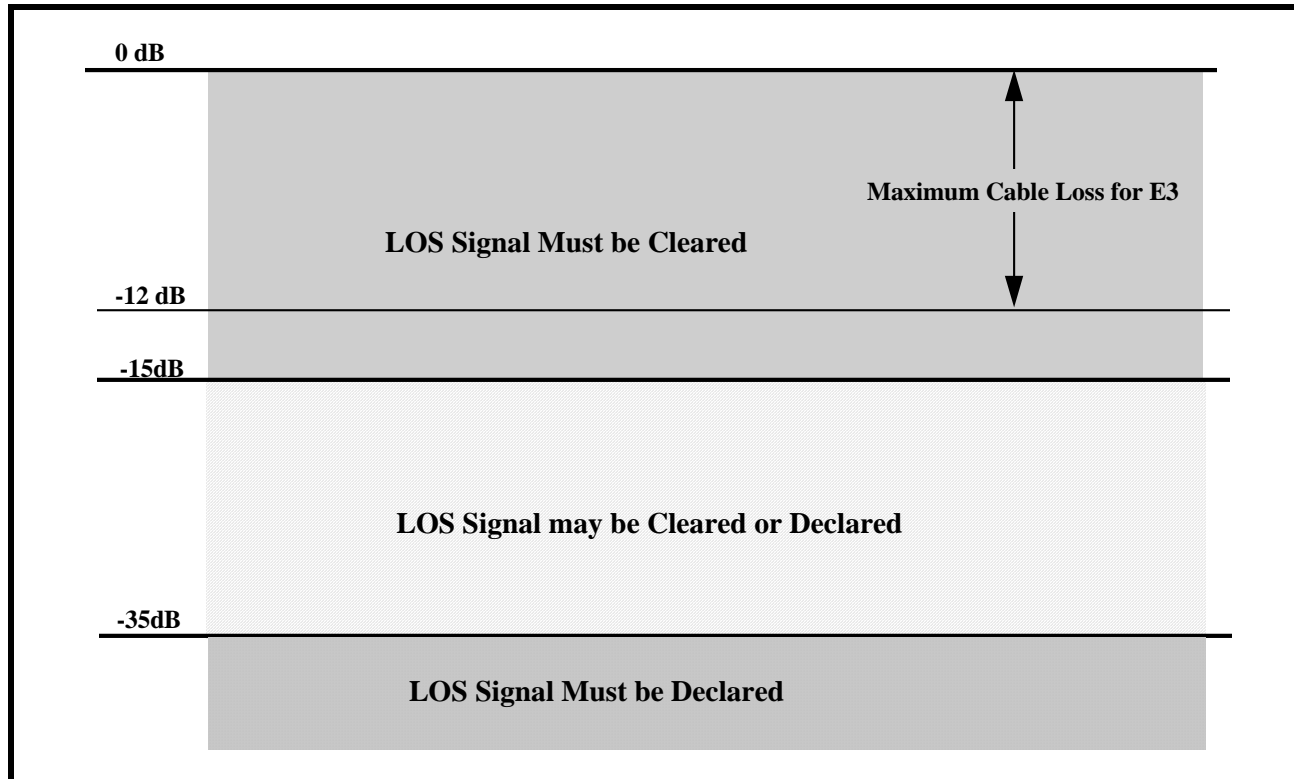 0 dB
Maximum Cable Loss for E3
LOS Signal Must be Cleared
-12 dB
-15dB
LOS Signal may be Cleared or Declared
-35dB
LOS Signal Must be Declared